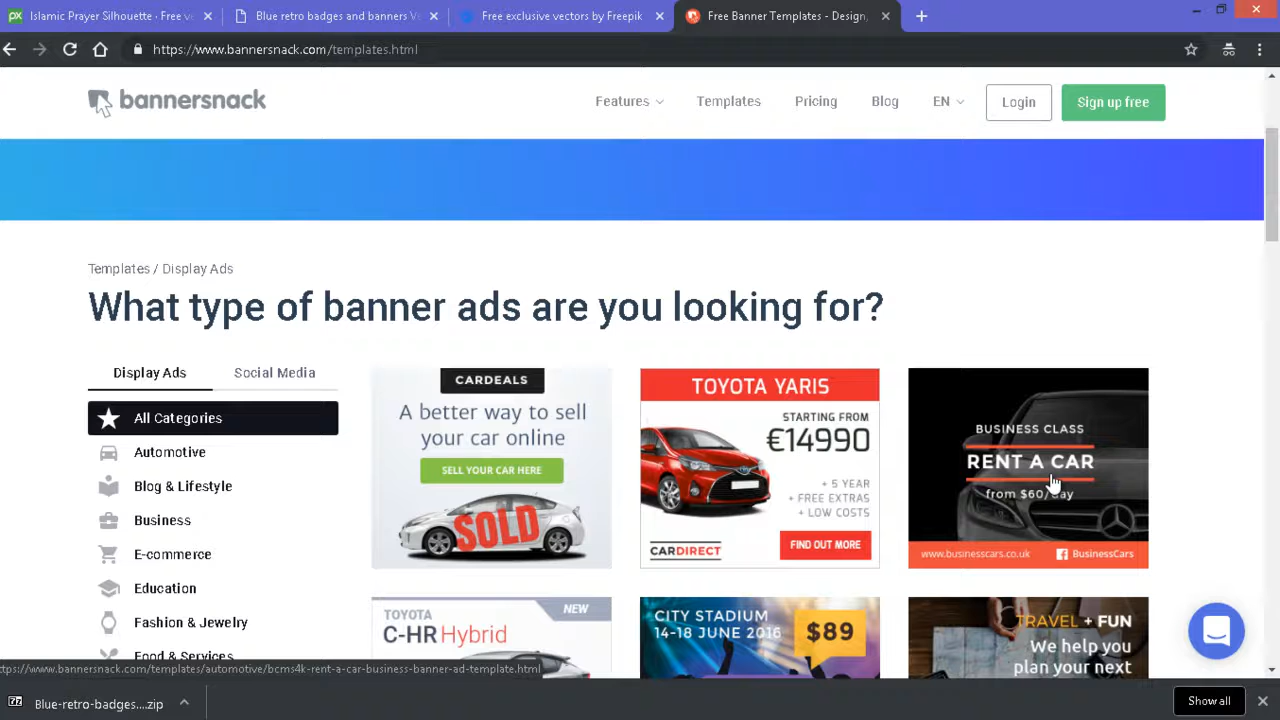 Islamic Prayer Silhouette · Free ve
Blue retro badges and banners Ve
Free exclusive vectors by Freepik
Free Banner Templates - Design,
https://www.bannersnack.com/templates.html
bannersnack
Features
Templates
Pricing
Blog
EN
Login
Sign up free
Templates / Display Ads
What type of banner ads are you looking for?
Display Ads
Social Media
All Categories
Automotive
Blog & Lifestyle
Business
E-commerce
Education
Fashion & Jewelry
Food & Services
CARDEALS
A better way to sell
your car online
SELL YOUR CAR HERE
SOLD
TOYOTA YARIS
STARTING FROM
€14990
+ 5 YEAR
+ FREE EXTRAS
+ LOW COSTS
CARDIRECT
FIND OUT MORE
BUSINESS CLASS
RENT A CAR
from $60/day
www.businesscars.co.uk
BusinessCars
TOYOTA
C-HR Hybrid
NEW
CITY STADIUM
14-18 JUNE 2016
$89
TRAVEL + FUN
We help you
plan your next
ttps://www.bannersnack.com/templates/automotive/bcms4k-rent-a-car-business-banner-ad-template.html
Blue-retro-badges....zip
Show all